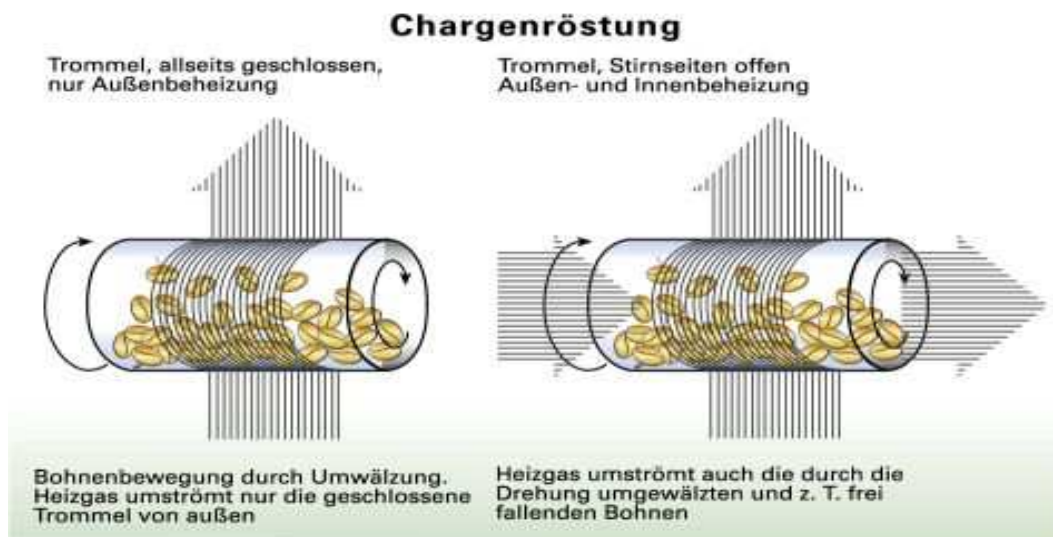 Chargenröstung
Trommel, allseits geschlossen,
nur Außenbeheizung
Trommel, Stirnseiten offen
Außen- und Innenbeheizung
Bohnenbewegung durch Umwälzung.
Heizgas umströmt nur die geschlossene
Trommel von außen
Heizgas umströmt auch die durch die
Drehung umgewälzten und z. T. frei
fallenden Bohnen